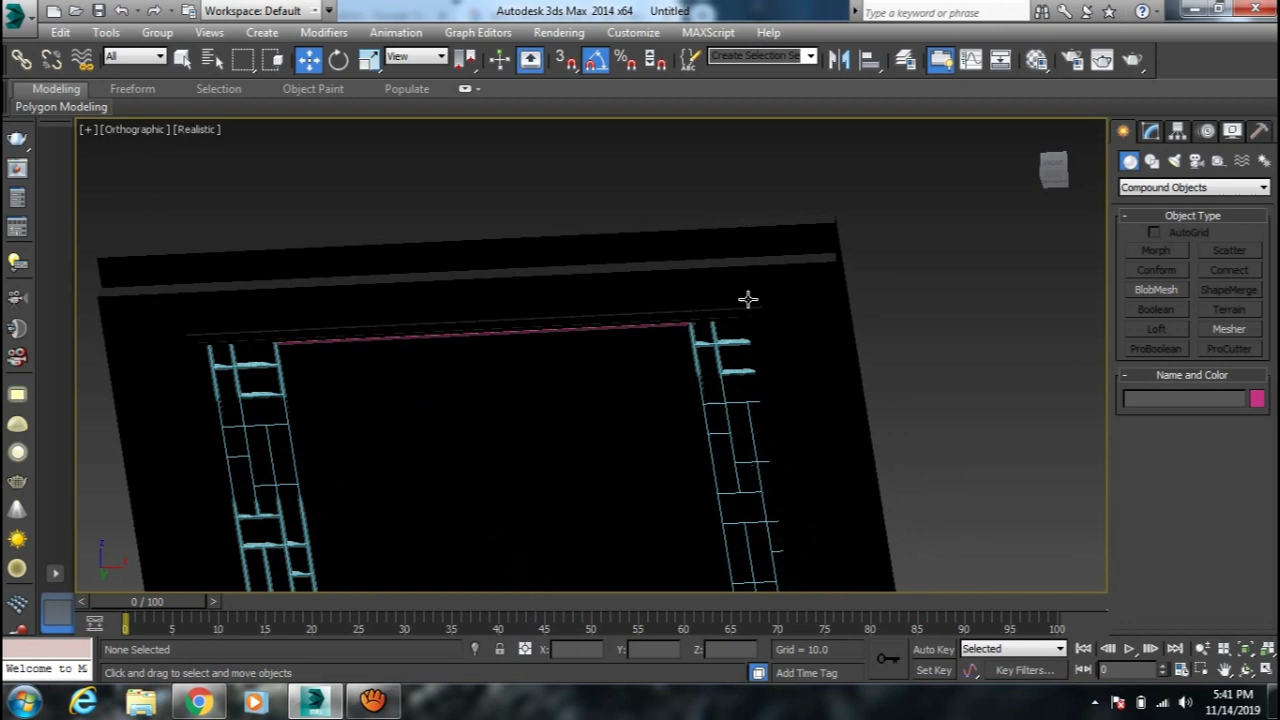 Workspace: Default
Autodesk 3ds Max 2014 x64 Untitled
Type a keyword or phrase
Edit Tools Group Views Create Modifiers Animation Graph Editors Rendering Customize MAXScript Help
All View 3 Create Selection Se
Modeling Freeform Selection Object Paint Populate
Polygon Modeling
[+] [Orthographic] [Realistic]
Compound Objects
- Object Type
AutoGrid
Morph Scatter
Conform Connect
BlobMesh ShapeMerge
Boolean Terrain
Loft Mesher
ProBoolean ProCutter
- Name and Color
z
x
y
< 0 / 100 >
0 5 10 15 20 25 30 35 40 45 50 55 60 65 70 75 80 85 90 95 100
None Selected X: Y: Z: Grid = 10.0 Auto Key Selected
Welcome to M Click and drag to select and move objects Add Time Tag Set Key Key Filters... 0
5:41 PM
11/14/2019